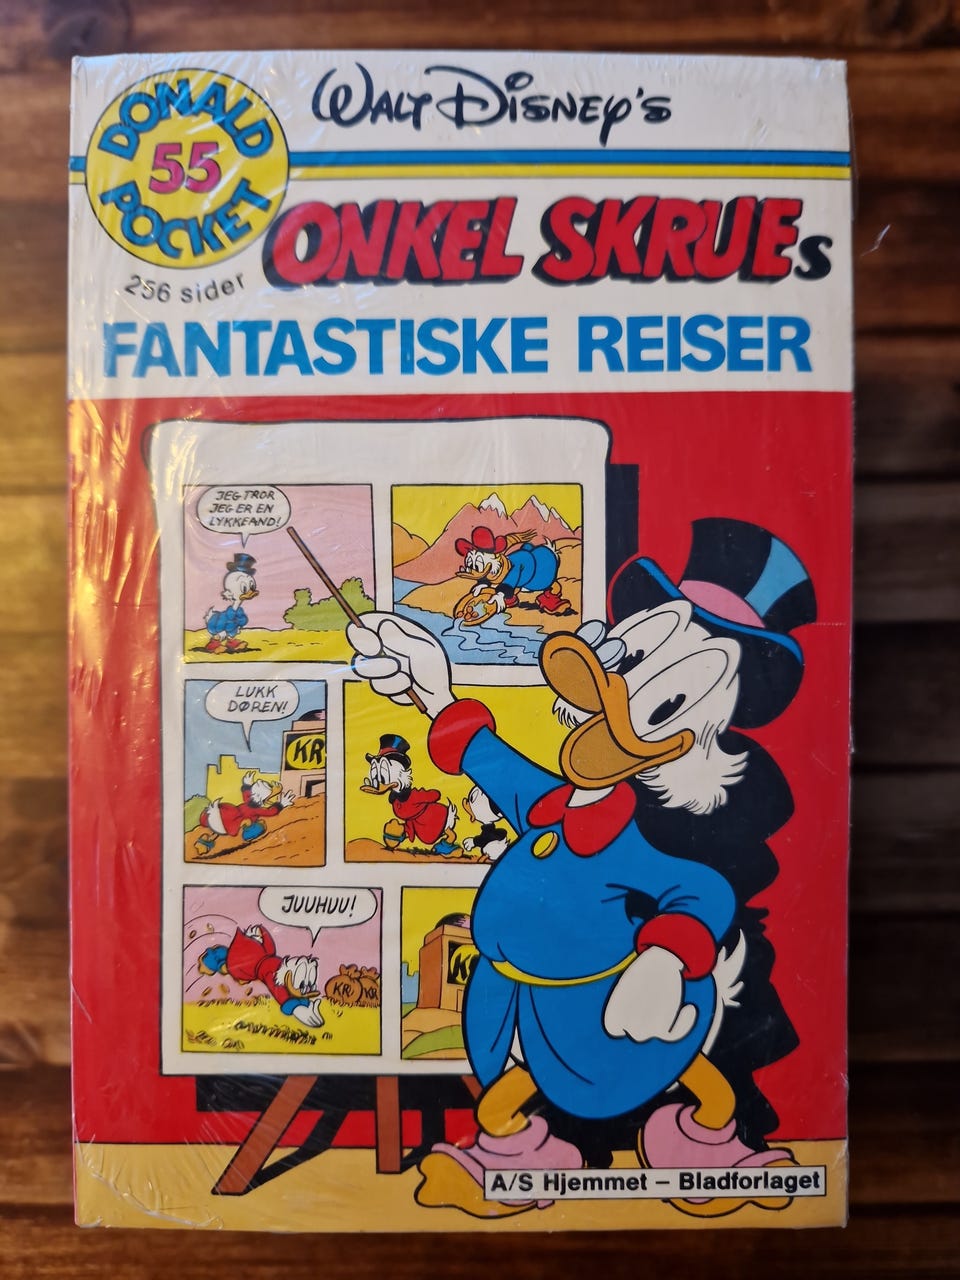 WALT DISNEY'S
DONALD
55
POCKET
256 sider
ONKEL SKRUEs
FANTASTISKE REISER
JEG TROR
JEG ER EN
LYKKEAND!
LUKK
DØREN!
KR
JUUHUU!
KR
KR
K
A/S Hjemmet – Bladforlaget